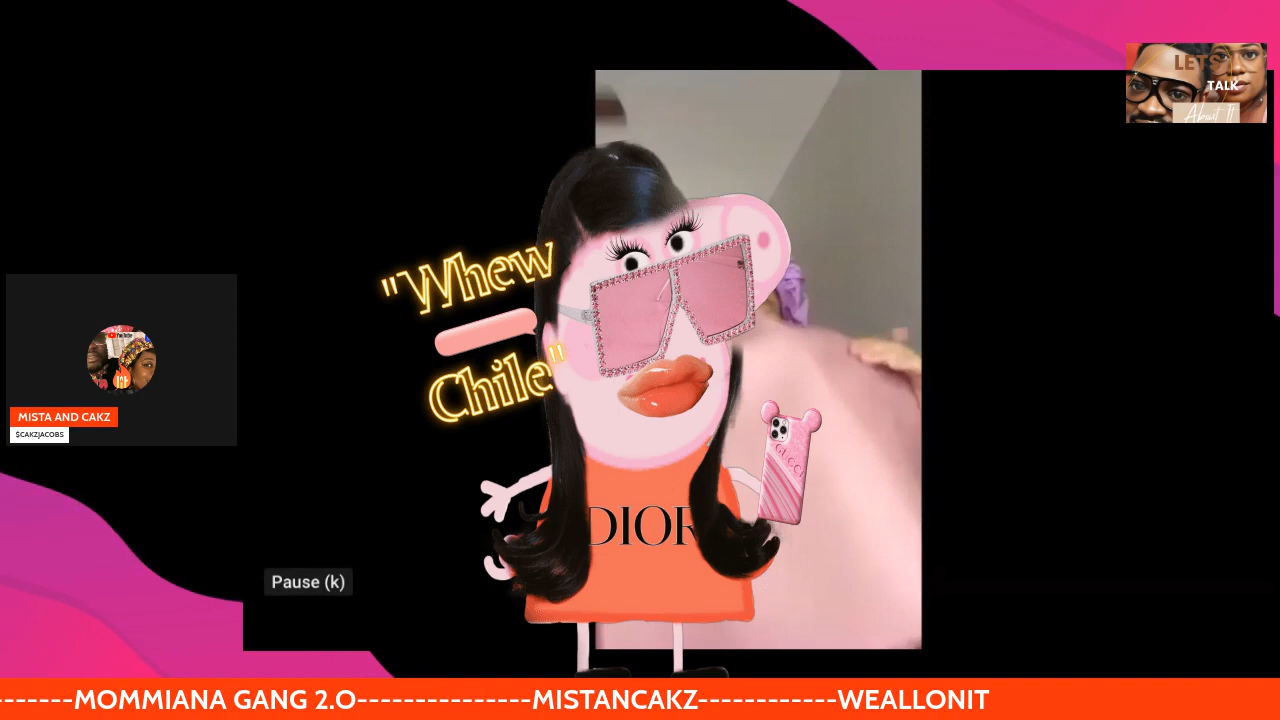 LETS
TALK
About It
"Whew
Chile"
GUCCI
DIOR
MISTA AND CAKZ
$CAKZJACOBS
Pause (k)
-------MOMMIANA GANG 2.O---------------MISTANCAKZ------------WEALLONIT